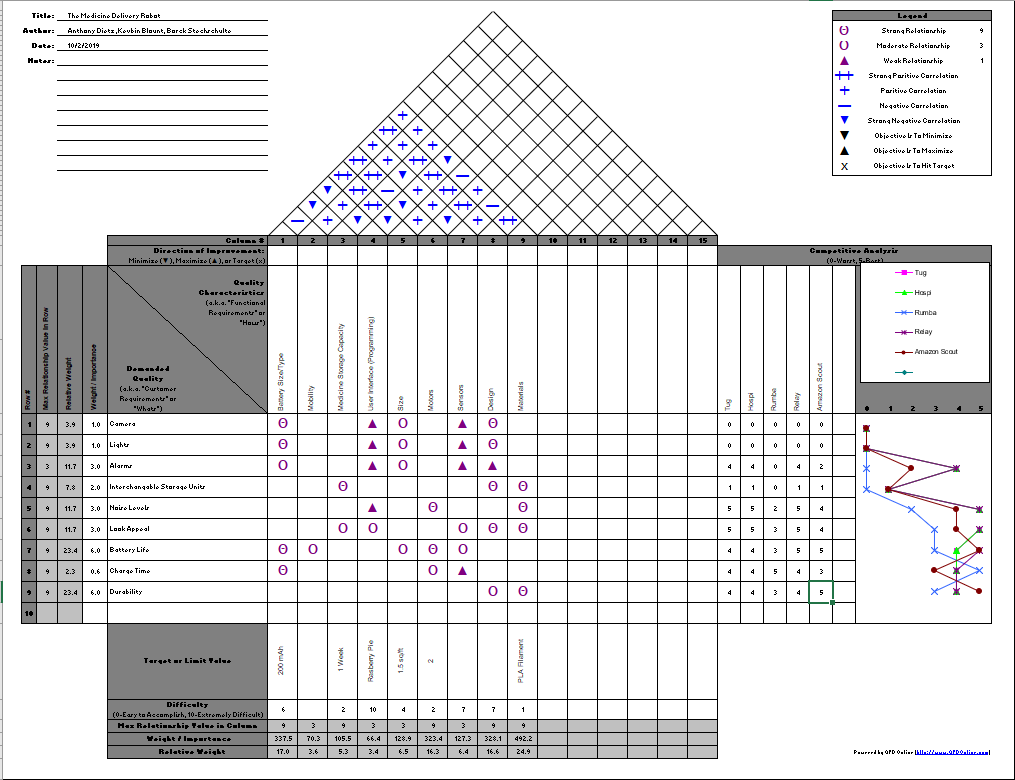 Title: The Medicine Delivery Robot
Author: Anthony Dietz,Kevbin Blount, Stechschulte
Date: 10/2/2019
Notes:
Legend
Θ Strong Relationship 9
Ο Moderate Relationship 3
▲ Weak Relationship 1
++ Strong Positive Correlation
+ Positive Correlation
— Negative Correlation
▼ Strong Negative Correlation
▼ Objective Is To Minimize
▲ Objective Is To Maximize
X Objective Is To Hit Target
Column # 1 2 3 4 5 6 7 8 9 10 11 12 13 14 15
Direction of Improvement:
Minimize (▼), Maximize (▲), or Target (x)
Competitive Analysis
(0=Worst, 5=Best)
Row #
Max Relationship Value in Row
Relative Weight
Weight / Importance
Quality
Characteristics
(a.k.a. "Functional
Requirements" or
"Hows")
Demanded
Quality
(a.k.a. "Customer
Requirements" or
"Whats")
Battery Size/Type
Mobility
Medicine Storage Capacity
User Interface (Programming)
Size
Motors
Sensors
Design
Materials
Tug
Hospi
Rumba
Relay
Amazon Scout
Tug
Hospi
Rumba
Relay
Amazon Scout
0 1 2 3 4 5
1 9 3.9 1.0 Camera Θ ▲ Ο ▲ Θ 0 0 0 0 0
2 9 3.9 1.0 Lights Θ ▲ Ο ▲ Θ 0 0 0 0 0
3 3 11.7 3.0 Alarms Ο ▲ Ο ▲ ▲ 4 4 0 4 2
4 9 7.8 2.0 Interchangable Storage Units Θ Θ Θ 1 1 0 1 1
5 9 11.7 3.0 Noise Levels ▲ Θ Θ 5 5 2 5 4
6 9 11.7 3.0 Look Appeal Ο Ο Ο Θ Θ 5 5 3 5 4
7 9 23.4 6.0 Battery Life Θ Ο Ο Θ Ο 4 4 3 5 5
8 9 2.3 0.6 Charge Time Θ Ο ▲ 4 4 5 4 3
9 9 23.4 6.0 Durability Ο Θ 4 4 3 4 5
10
Target or Limit Value
200 mAh
1 Week
Resberry Pie
1.5 sq/ft
2
PLA Filament
Difficulty
(0=Easy to Accomplish, 10=Extremely Difficult)
6 2 10 4 2 7 7 1
Max Relationship Value in Column 9 3 9 3 3 9 3 9 9
Weight / Importance 337.5 70.3 105.5 66.4 128.9 323.4 127.3 328.1 492.2
Relative Weight 17.0 3.6 5.3 3.4 6.5 16.3 6.4 16.6 24.9
Powered by QFD Online (http://www.QFDOnline.com)